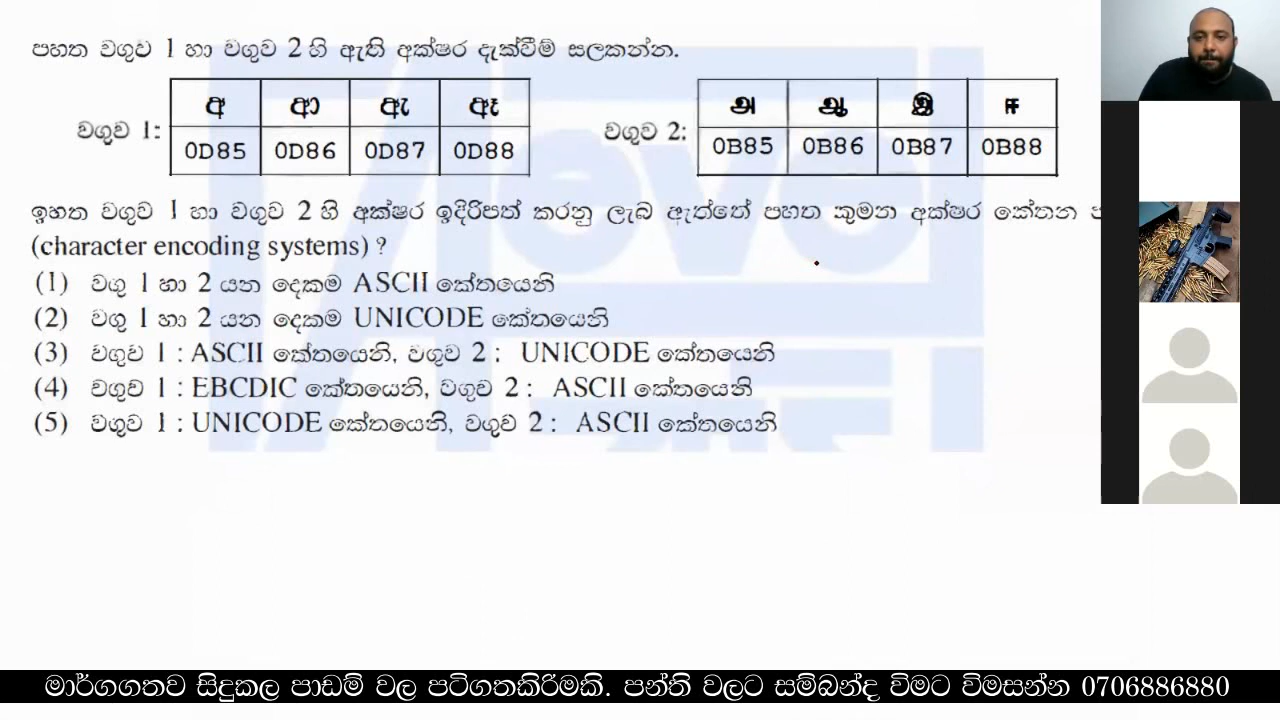 පහත වගුව 1 හා වගුව 2 හි ඇති අක්ෂර දැක්වීම් සලකන්න.
වගුව 1:
අ ආ ඇ ඈ
0D85 0D86 0D87 0D88
වගුව 2:
அ ஆ இ ஈ
0B85 0B86 0B87 0B88
ඉහත වගුව 1 හා වගුව 2 හි අක්ෂර ඉදිරිපත් කරනු ලැබ ඇත්තේ පහත කුමන අක්ෂර කේතන
(character encoding systems) ?
(1) වගු 1 හා 2 යන දෙකම ASCII කේතයෙනි
(2) වගු 1 හා 2 යන දෙකම UNICODE කේතයෙනි
(3) වගුව 1 : ASCII කේතයෙනි, වගුව 2 : UNICODE කේතයෙනි
(4) වගුව 1 : EBCDIC කේතයෙනි, වගුව 2 : ASCII කේතයෙනි
(5) වගුව 1 : UNICODE කේතයෙනි, වගුව 2 : ASCII කේතයෙනි
මාර්ගගතව සිදුකල පාඩම් වල පටිගතකිරිමකි. පන්ති වලට සම්බන්ද විමට විමසන්න 0706886880